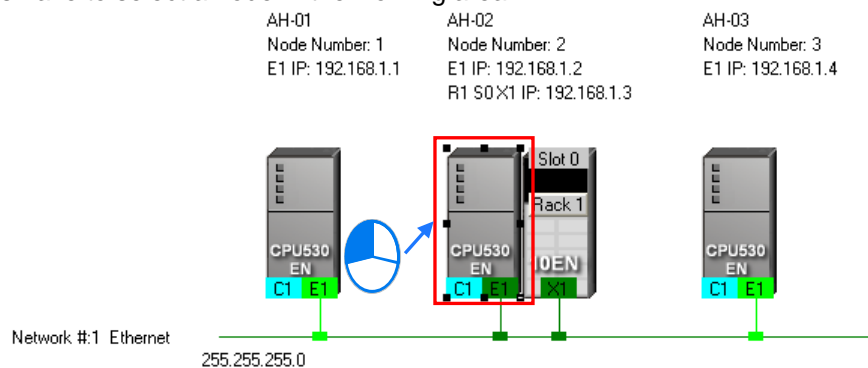 AH-01
Node Number: 1
E1 IP: 192.168.1.1
AH-02
Node Number: 2
E1 IP: 192.168.1.2
R1 S0 X1 IP: 192.168.1.3
AH-03
Node Number: 3
E1 IP: 192.168.1.4
CPU530
EN
C1 E1
CPU530
EN
C1 E1
Slot 0
Rack 1
10EN
X1
CPU530
EN
C1 E1
Network #:1 Ethernet
255.255.255.0